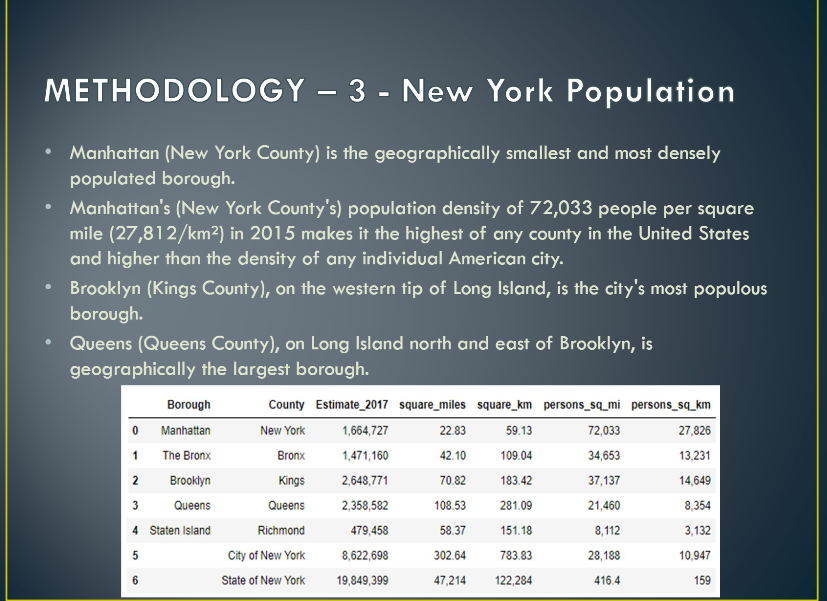 METHODOLOGY – 3 - New York Population
• Manhattan (New York County) is the geographically smallest and most densely
populated borough.
• Manhattan's (New York County's) population density of 72,033 people per square
mile (27,812/km²) in 2015 makes it the highest of any county in the United States
and higher than the density of any individual American city.
• Brooklyn (Kings County), on the western tip of Long Island, is the city's most populous
borough.
• Queens (Queens County), on Long Island north and east of Brooklyn, is
geographically the largest borough.
Borough County Estimate_2017 square_miles square_km persons_sq_mi persons_sq_km
0 Manhattan New York 1,664,727 22.83 59.13 72,033 27,826
1 The Bronx Bronx 1,471,160 42.10 109.04 34,653 13,231
2 Brooklyn Kings 2,648,771 70.82 183.42 37,137 14,649
3 Queens Queens 2,358,582 108.53 281.09 21,460 8,354
4 Staten Island Richmond 479,458 58.37 151.18 8,112 3,132
5 City of New York 8,622,698 302.64 783.83 28,188 10,947
6 State of New York 19,849,399 47,214 122,284 416.4 159